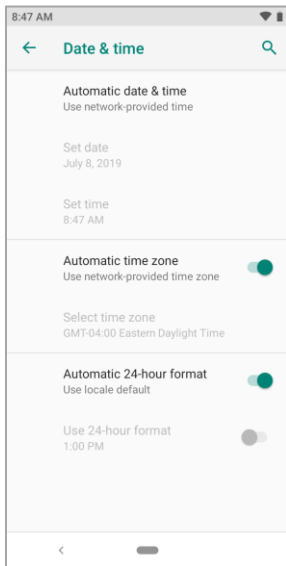 8:47 AM
Date & time
Automatic date & time
Use network-provided time
Set date
July 8, 2019
Set time
8:47 AM
Automatic time zone
Use network-provided time zone
Select time zone
GMT-04:00 Eastern Daylight Time
Automatic 24-hour format
Use locale default
Use 24-hour format
1:00 PM